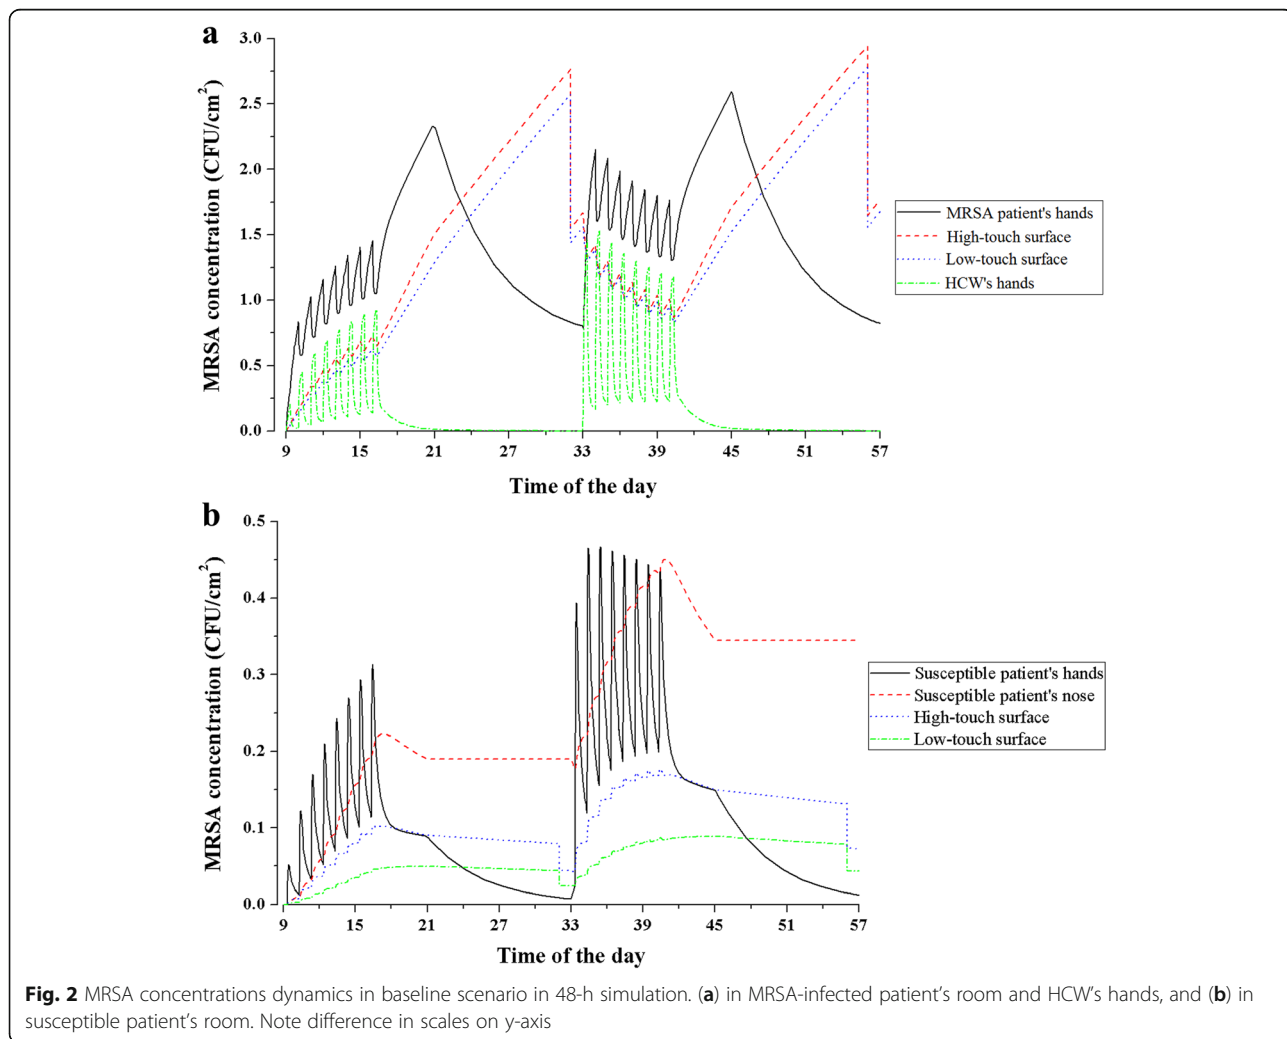 a
3.0
2.5
2.0
1.5
1.0
0.5
0.0
MRSA concentration (CFU/cm²)
9 15 21 27 33 39 45 51 57
Time of the day
MRSA patient's hands
High-touch surface
Low-touch surface
HCW's hands
b
0.5
0.4
0.3
0.2
0.1
0.0
MRSA concentration (CFU/cm²)
9 15 21 27 33 39 45 51 57
Time of the day
Susceptible patient's hands
Susceptible patient's nose
High-touch surface
Low-touch surface
Fig. 2 MRSA concentrations dynamics in baseline scenario in 48-h simulation. (a) in MRSA-infected patient's room and HCW's hands, and (b) in
susceptible patient's room. Note difference in scales on y-axis